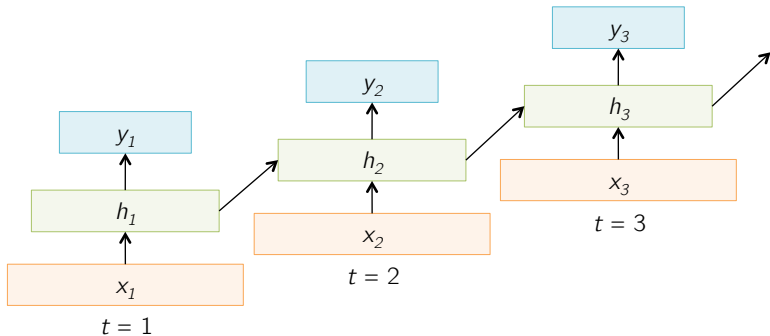 y₁
h₁
x₁
t = 1
y₂
h₂
x₂
t = 2
y₃
h₃
x₃
t = 3